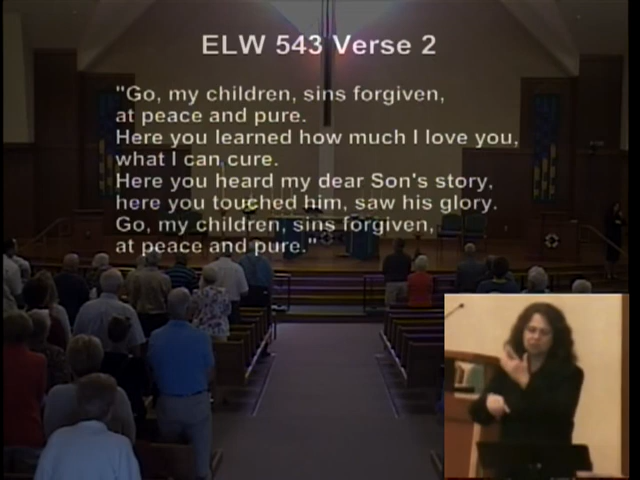 ELW 543 Verse 2
"Go, my children, sins forgiven,
at peace and pure.
Here you learned how much I love you,
what I can cure.
Here you heard my dear Son's story,
here you touched him, saw his glory.
Go, my children, sins forgiven,
at peace and pure."